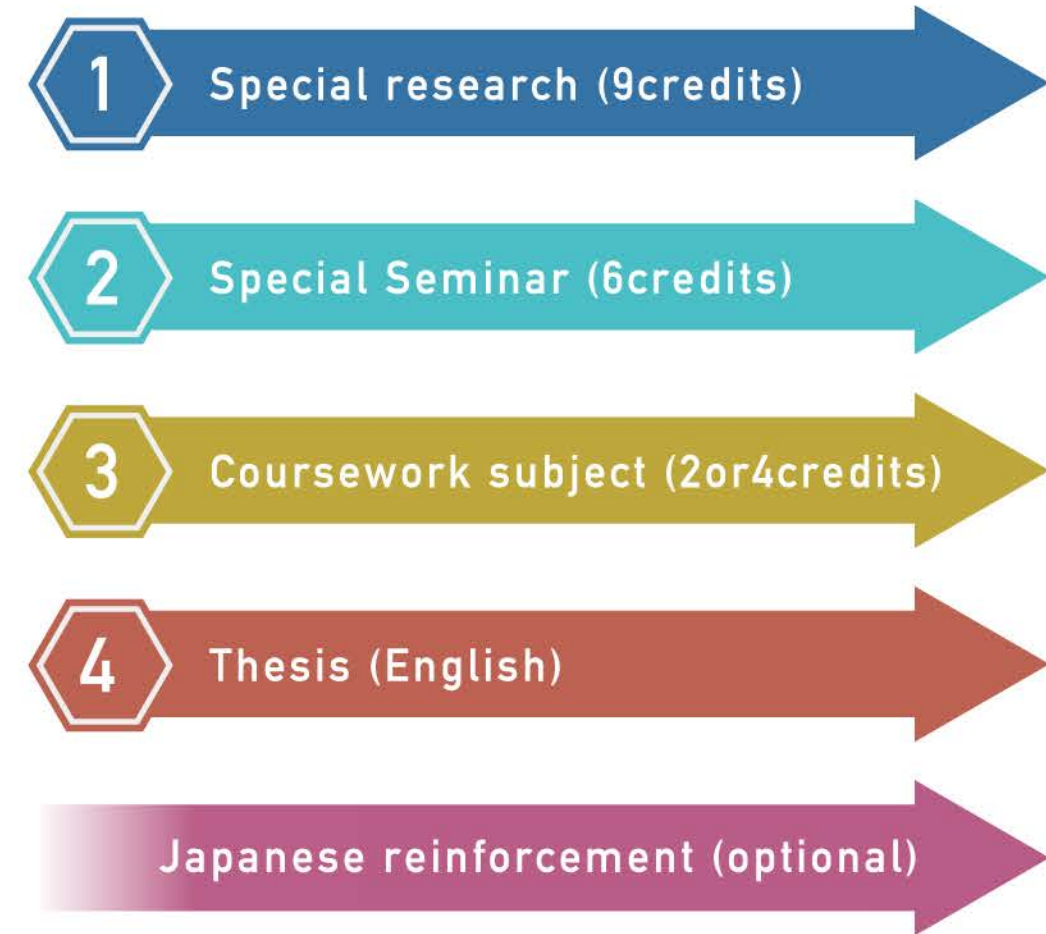 1 Special research (9credits)
2 Special Seminar (6credits)
3 Coursework subject (2or4credits)
4 Thesis (English)
Japanese reinforcement (optional)